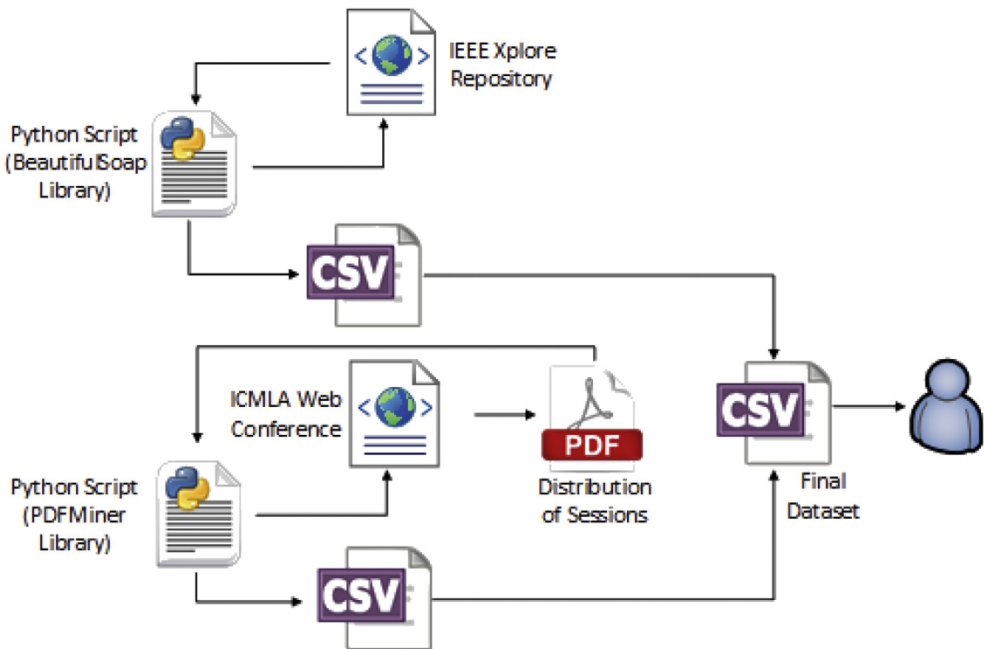 IEEE Xplore
Repository
Python Script
(BeautifulSoap
Library)
CSV
ICMLA Web
Conference
PDF
Distribution
of Sessions
CSV
Final
Dataset
Python Script
(PDFMiner
Library)
CSV